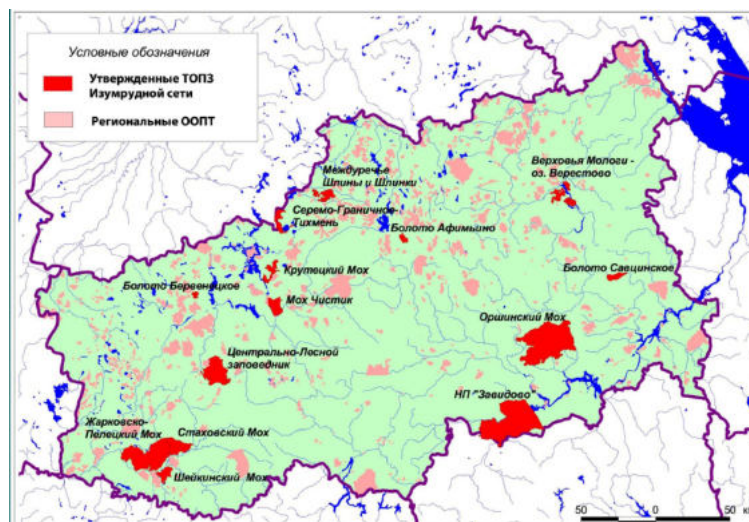 Условные обозначения
Утвержденные ТОПЗ
Изумрудной сети
Региональные ООПТ
Междуречье
Шлины и Шлинки
Верховья Мологи -
оз. Верестово
Серемо-Граничное-
Тихмень
Болото Афимьино
Крутецкий Мох
Болото Савцинское
Болото Бервенецкое
Мох Чистик
Оршинский Мох
Центрально-Лесной
заповедник
НП "Завидово"
Жарковско-
Пелецкий Мох
Стаховский Мох
Шейкинский Мох
50 0 50